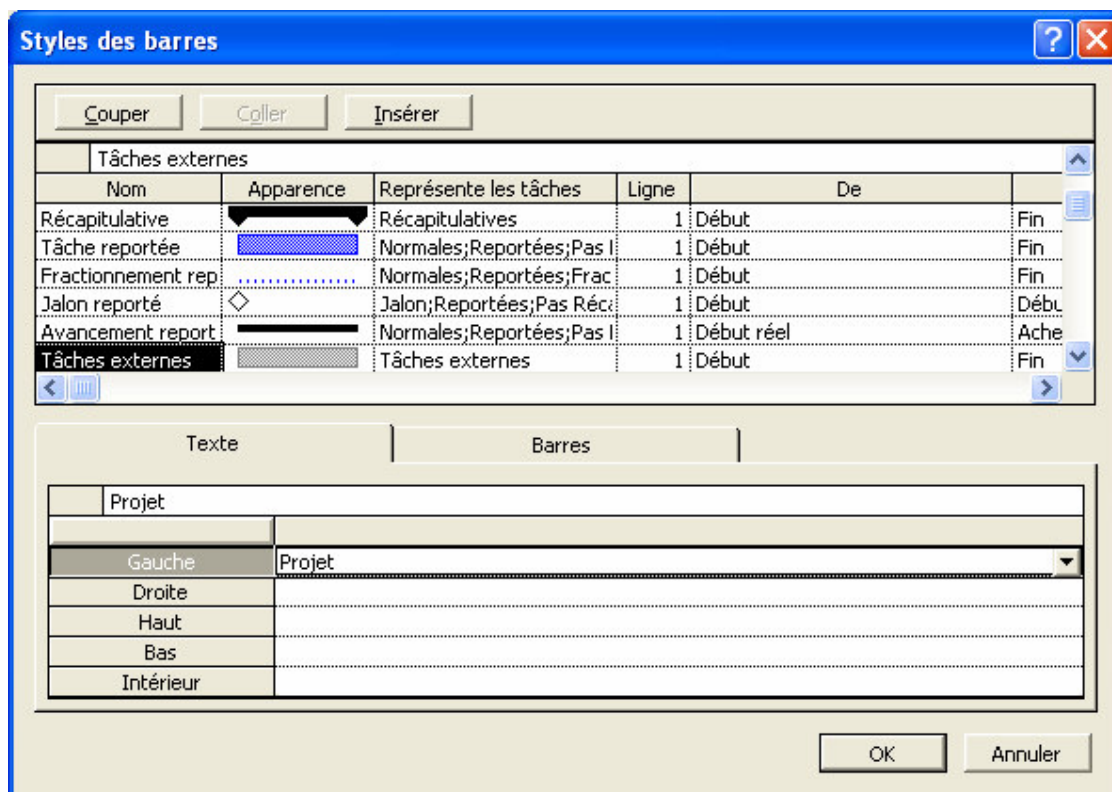 Styles des barres
Couper Coller Insérer
Tâches externes
Nom Apparence Représente les tâches Ligne De
Récapitulative Récapitulatives 1 Début Fin
Tâche reportée Normales;Reportées;Pas 1 Début Fin
Fractionnement rep Normales;Reportées;Frac 1 Début Fin
Jalon reporté Jalon;Reportées;Pas Réc 1 Début Débu
Avancement report Normales;Reportées;Pas 1 Début réel Ache
Tâches externes Tâches externes 1 Début Fin
Texte Barres
Projet
Gauche Projet
Droite
Haut
Bas
Intérieur
OK Annuler